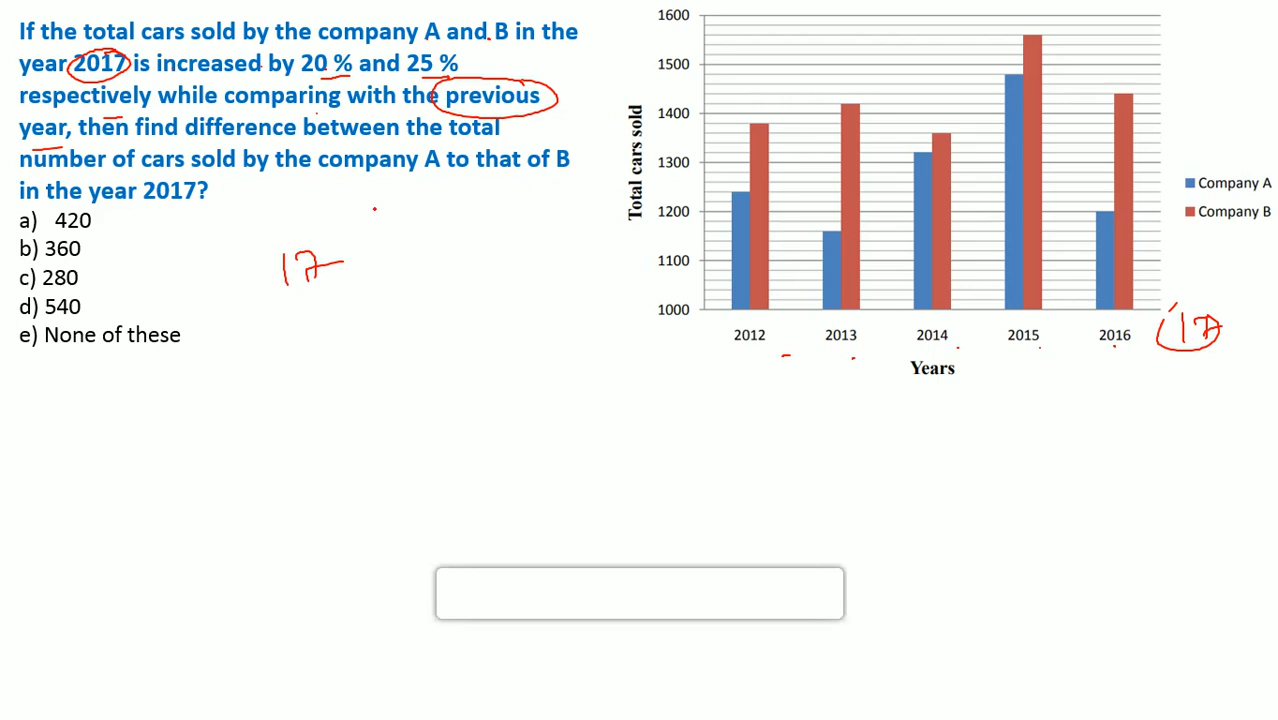 If the total cars sold by the company A and B in the
year 2017 is increased by 20 % and 25 %
respectively while comparing with the previous
year, then find difference between the total
number of cars sold by the company A to that of B
in the year 2017?
a) 420
b) 360
c) 280
d) 540
e) None of these
17
Total cars sold
1600
1500
1400
1300
1200
1100
1000
2012 2013 2014 2015 2016 '17
Years
Company A
Company B